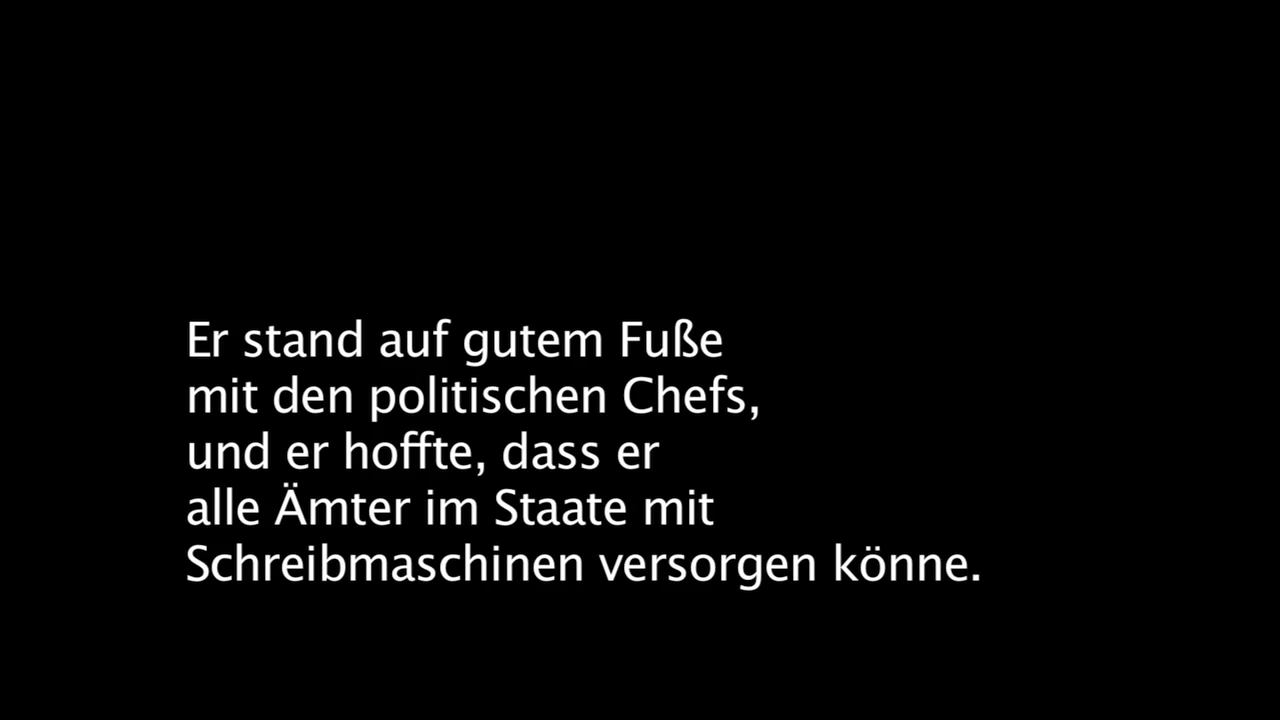 Er stand auf gutem Fuße
mit den politischen Chefs,
und er hoffte, dass er
alle Ämter im Staate mit
Schreibmaschinen versorgen könne.